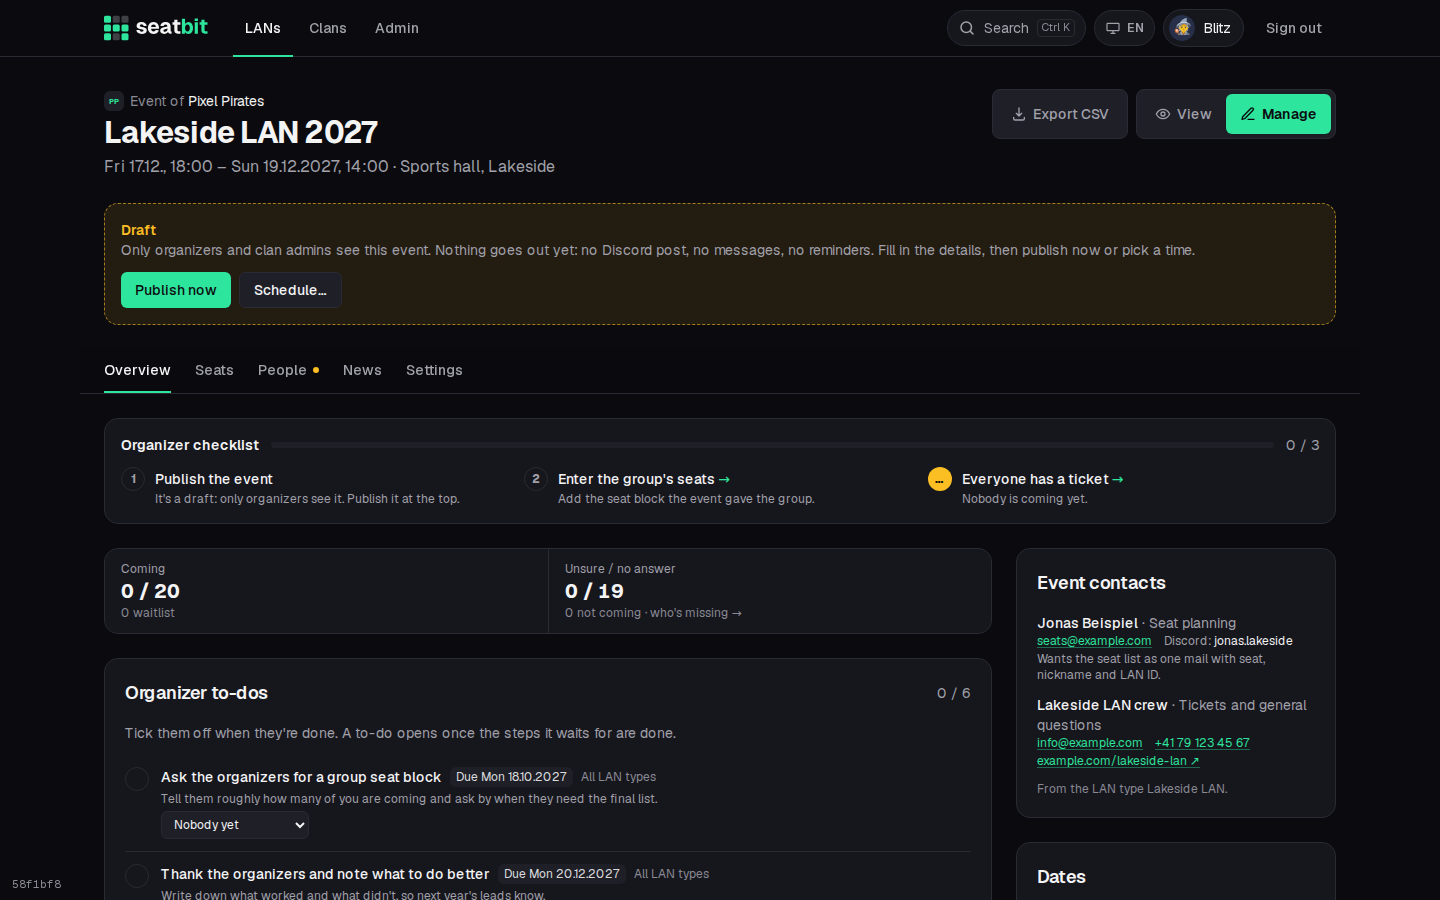 seatbit
LANs
Clans
Admin
Search
Ctrl K
EN
Blitz
Sign out
PP
Event of Pixel Pirates
Lakeside LAN 2027
Fri 17.12., 18:00 – Sun 19.12.2027, 14:00 · Sports hall, Lakeside
Export CSV
View
Manage
Draft
Only organizers and clan admins see this event. Nothing goes out yet: no Discord post, no messages, no reminders. Fill in the details, then publish now or pick a time.
Publish now
Schedule…
Overview
Seats
People
News
Settings
Organizer checklist
0 / 3
1
Publish the event
It's a draft: only organizers see it. Publish it at the top.
2
Enter the group's seats →
Add the seat block the event gave the group.
…
Everyone has a ticket →
Nobody is coming yet.
Coming
0 / 20
0 waitlist
Unsure / no answer
0 / 19
0 not coming · who's missing →
Organizer to-dos
0 / 6
Tick them off when they're done. A to-do opens once the steps it waits for are done.
Ask the organizers for a group seat block
Due Mon 18.10.2027
All LAN types
Tell them roughly how many of you are coming and ask by when they need the final list.
Nobody yet
Thank the organizers and note what to do better
Due Mon 20.12.2027
All LAN types
Write down what worked and what didn't, so next year's leads know.
Event contacts
Jonas Beispiel · Seat planning
seats@example.com
Discord: jonas.lakeside
Wants the seat list as one mail with seat,
nickname and LAN ID.
Lakeside LAN crew · Tickets and general
questions
info@example.com
+41 79 123 45 67
example.com/lakeside-lan ↗
From the LAN type Lakeside LAN.
Dates
58f1bf8